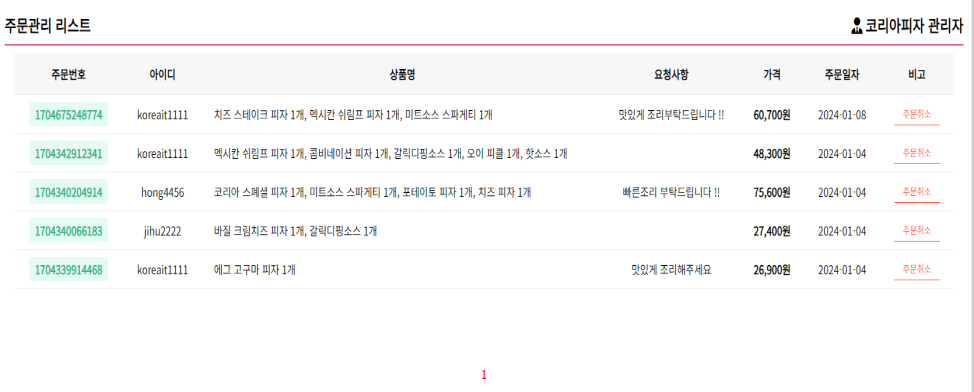 주문관리 리스트 코리아피자 관리자
주문번호 아이디 상품명 요청사항 가격 주문일자 비고
1704675248774 koreait1111 치즈 스테이크 피자 1개, 멕시칸 쉬림프 피자 1개, 미트소스 스파게티 1개 맛있게 조리부탁드립니다 !! 60,700원 2024-01-08 주문취소
1704342912341 koreait1111 멕시칸 쉬림프 피자 1개, 콤비네이션 피자 1개, 갈릭디핑소스 1개, 오이 피클 1개, 핫소스 1개 48,300원 2024-01-04 주문취소
1704340204914 hong4456 코리아 스폐셜 피자 1개, 미트소스 스파게티 1개, 포테이토 피자 1개, 치즈 피자 1개 빠른조리 부탁드립니다 !! 75,600원 2024-01-04 주문취소
1704340066183 jihu2222 바질 크림치즈 피자 1개, 갈릭디핑소스 1개 27,400원 2024-01-04 주문취소
1704339914468 koreait1111 에그 고구마 피자 1개 맛있게 조리해주세요 26,900원 2024-01-04 주문취소
1